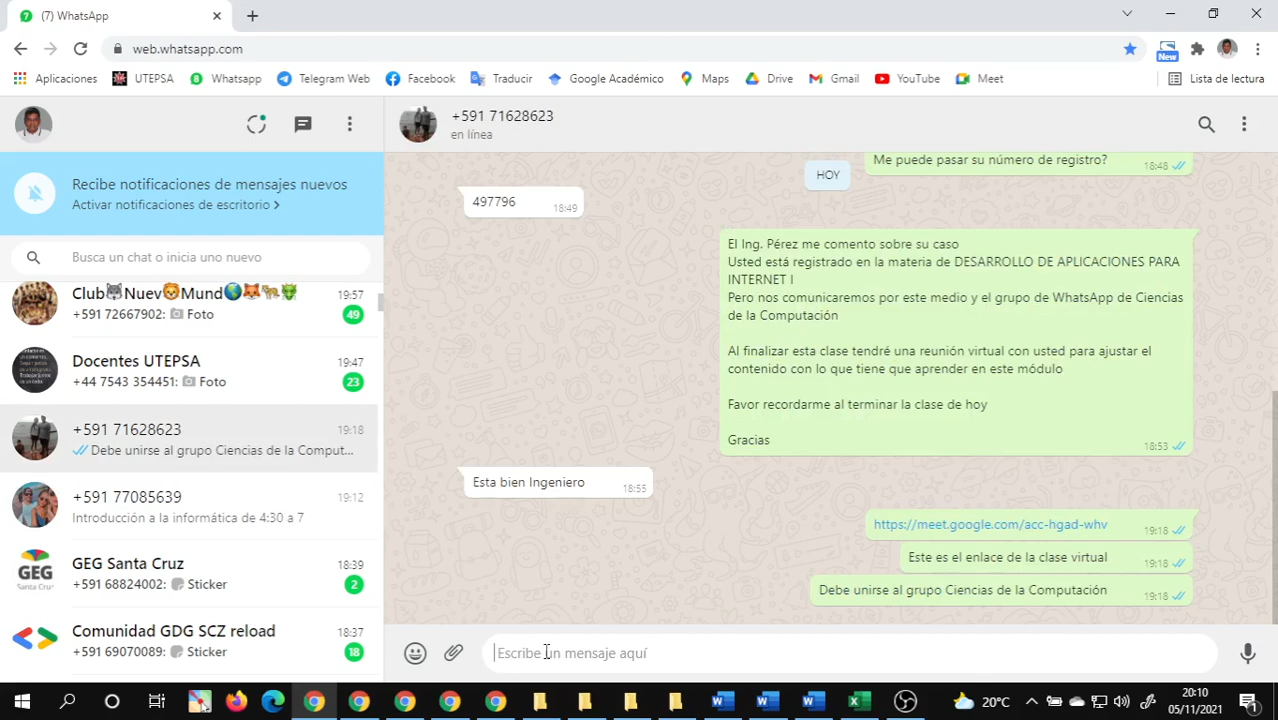 (7) WhatsApp
web.whatsapp.com
New
Aplicaciones
UTEPSA
Whatsapp
Telegram Web
Facebook
Traducir
Google Académico
Maps
Drive
Gmail
YouTube
Meet
Lista de lectura
Recibe notificaciones de mensajes nuevos
Activar notificaciones de escritorio
Busca un chat o inicia uno nuevo
Club🐺Nuev🦁Mund🌎🦊🐆🐲 19:57
+591 72667902: Foto 49
Docentes UTEPSA 19:47
+44 7543 354451: Foto 23
+591 71628623 19:18
Debe unirse al grupo Ciencias de la Comput...
+591 77085639 19:12
Introducción a la informática de 4:30 a 7
GEG Santa Cruz 18:39
+591 68824002: Sticker 2
Comunidad GDG SCZ reload 18:37
+591 69070089: Sticker 18
GEG
Santa Cruz
+591 71628623
en línea
Me puede pasar su número de registro? 18:48
HOY
497796 18:49
El Ing. Pérez me comento sobre su caso
Usted está registrado en la materia de DESARROLLO DE APLICACIONES PARA
INTERNET I
Pero nos comunicaremos por este medio y el grupo de WhatsApp de Ciencias
de la Computación
Al finalizar esta clase tendré una reunión virtual con usted para ajustar el
contenido con lo que tiene que aprender en este módulo
Favor recordarme al terminar la clase de hoy
Gracias 18:53
Esta bien Ingeniero 18:55
https://meet.google.com/acc-hgad-whv 19:18
Este es el enlace de la clase virtual 19:18
Debe unirse al grupo Ciencias de la Computación 19:18
Escribe un mensaje aquí
20°C
20:10
05/11/2021
1